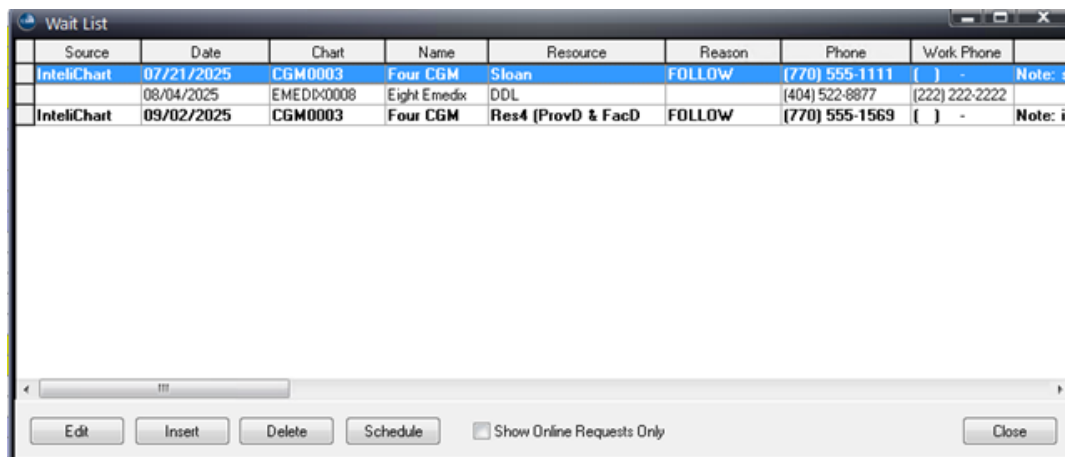 Wait List
Source Date Chart Name Resource Reason Phone Work Phone
InteliChart 07/21/2025 CGM0003 Four CGM Sloan FOLLOW (770) 555-1111 ( ) - Note: s
08/04/2025 EMEDIX0008 Eight Emedix DDL (404) 522-8877 (222) 222-2222
InteliChart 09/02/2025 CGM0003 Four CGM Res4 (ProvD & FacD FOLLOW (770) 555-1569 ( ) - Note: i
Edit Insert Delete Schedule Show Online Requests Only Close